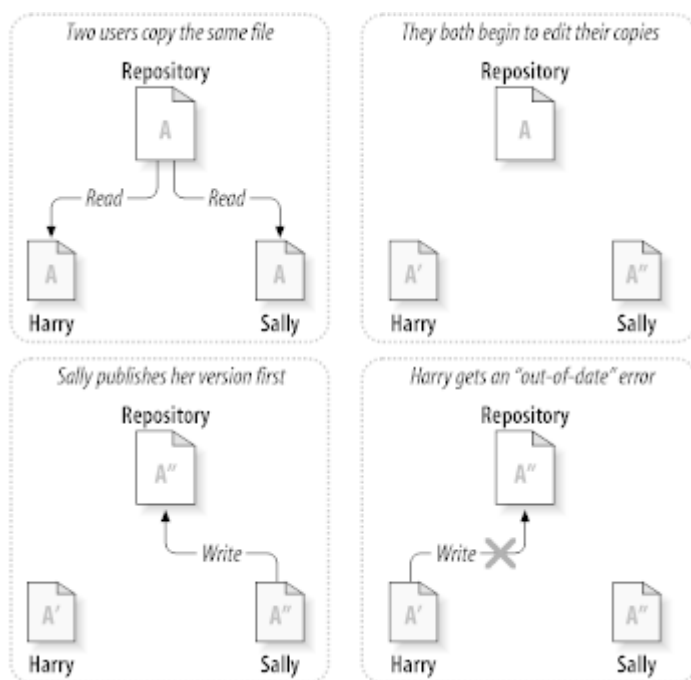 Two users copy the same file
Repository
A
Read Read
A A
Harry Sally
They both begin to edit their copies
Repository
A
A' A"
Harry Sally
Sally publishes her version first
Repository
A"
Write
A' A"
Harry Sally
Harry gets an “out-of-date” error
Repository
A"
Write
A' A"
Harry Sally